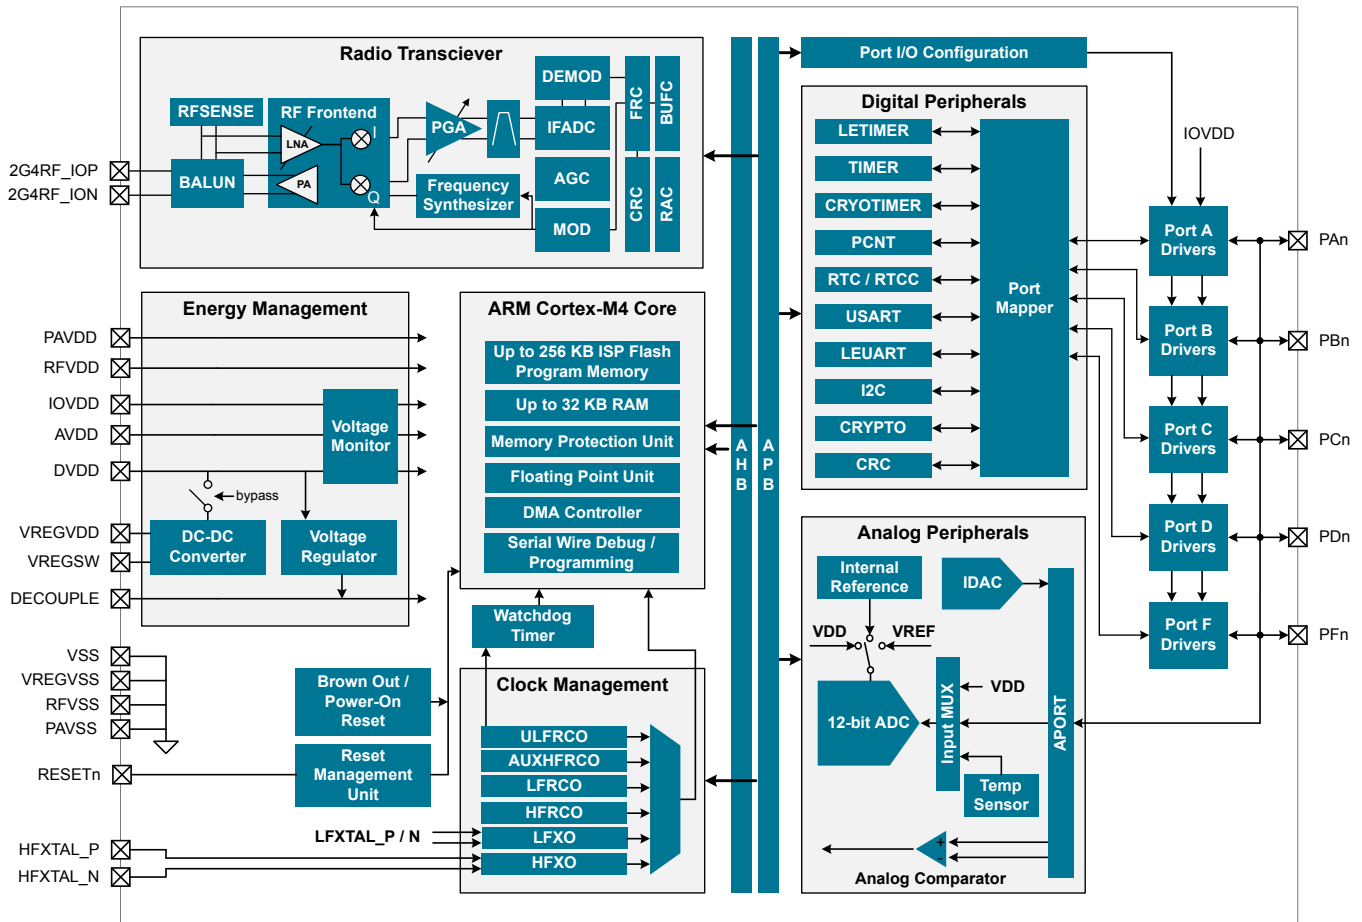 Radio Transciever
RFSENSE
RF Frontend
I
LNA
PA
Q
BALUN
PGA
DEMOD
IFADC
AGC
MOD
Frequency
Synthesizer
FRC
BUFC
CRC
RAC
2G4RF_IOP
2G4RF_ION
Energy Management
PAVDD
RFVDD
IOVDD
AVDD
DVDD
VREGVDD
VREGSW
DECOUPLE
Voltage
Monitor
bypass
DC-DC
Converter
Voltage
Regulator
VSS
VREGVSS
RFVSS
PAVSS
RESETn
HFXTAL_P
HFXTAL_N
ARM Cortex-M4 Core
Up to 256 KB ISP Flash
Program Memory
Up to 32 KB RAM
Memory Protection Unit
Floating Point Unit
DMA Controller
Serial Wire Debug /
Programming
Watchdog
Timer
Brown Out /
Power-On
Reset
Reset
Management
Unit
Clock Management
ULFRCO
AUXHFRCO
LFRCO
HFRCO
LFXO
HFXO
LFXTAL_P / N
AHB
APB
Port I/O Configuration
Digital Peripherals
LETIMER
TIMER
CRYOTIMER
PCNT
RTC / RTCC
USART
LEUART
I2C
CRYPTO
CRC
Port
Mapper
Analog Peripherals
Internal
Reference
IDAC
VDD
VREF
12-bit ADC
Input MUX
VDD
Temp
Sensor
APORT
+
-
Analog Comparator
IOVDD
Port A
Drivers
Port B
Drivers
Port C
Drivers
Port D
Drivers
Port F
Drivers
PAn
PBn
PCn
PDn
PFn